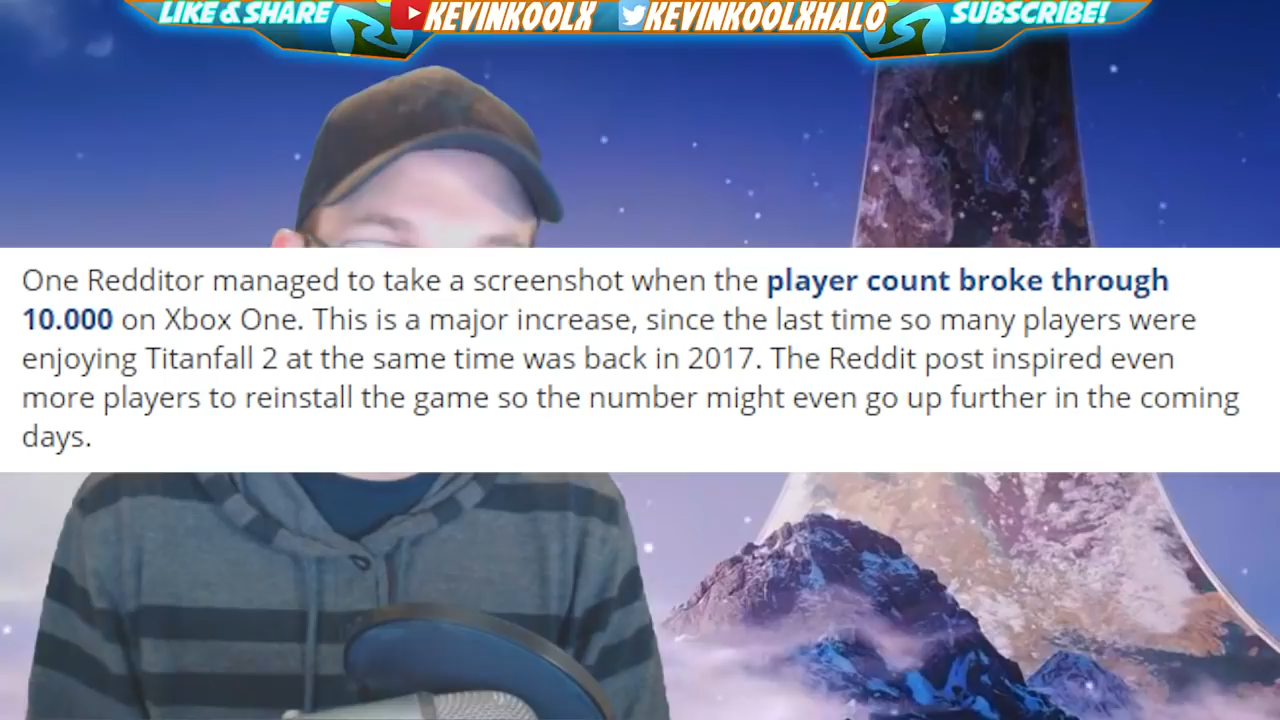 LIKE & SHARE KEVINKOOLX KEVINKOOLXHALO SUBSCRIBE!
One Redditor managed to take a screenshot when the player count broke through
10.000 on Xbox One. This is a major increase, since the last time so many players were
enjoying Titanfall 2 at the same time was back in 2017. The Reddit post inspired even
more players to reinstall the game so the number might even go up further in the coming
days.